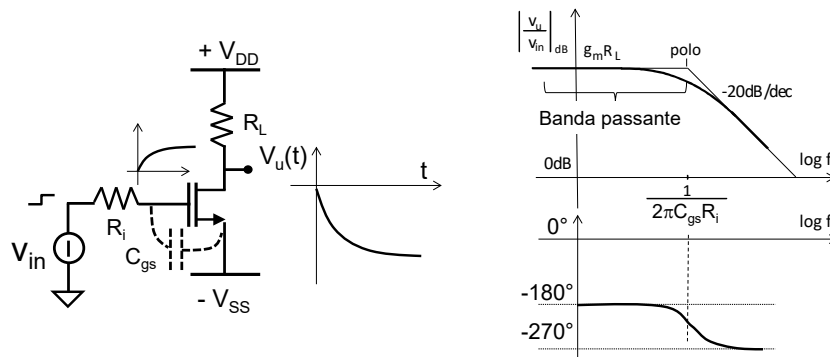 + V_DD
R_L
V_u(t)
t
R_i
v_in
C_gs
- V_SS
|v_u/v_in|_dB
g_mR_L
polo
-20dB/dec
Banda passante
0dB
log f
1/2πC_gsR_i
0°
log f
-180°
-270°